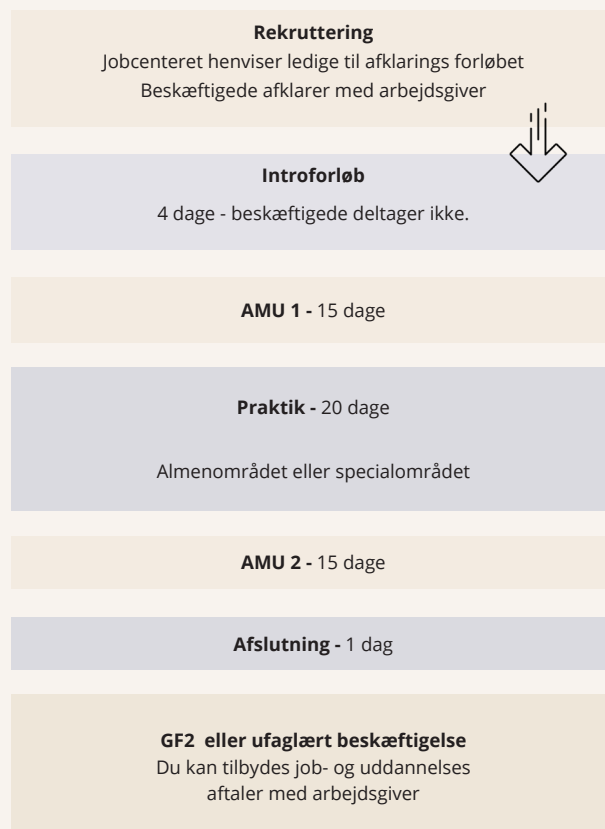 Rekruttering
Jobcenteret henviser ledige til afklarings forløbet
Beskæftigede afklarer med arbejdsgiver
Introforløb
4 dage - beskæftigede deltager ikke.
AMU 1 - 15 dage
Praktik - 20 dage
Almenområdet eller specialområdet
AMU 2 - 15 dage
Afslutning - 1 dag
GF2 eller ufaglært beskæftigelse
Du kan tilbydes job- og uddannelses
aftaler med arbejdsgiver